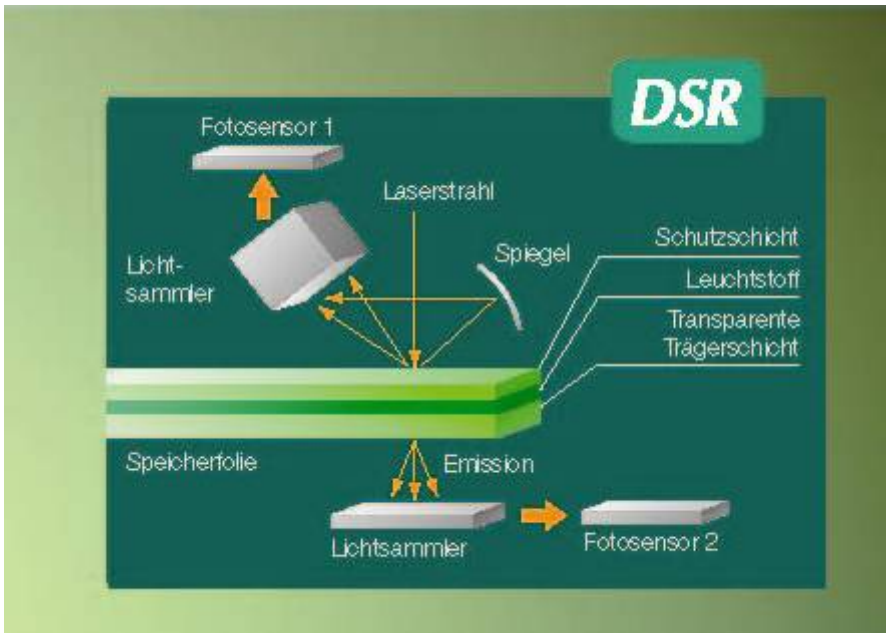 DSR
Fotosensor 1
Laserstrahl
Licht-
sammler
Spiegel
Schutzschicht
Leuchtstoff
Transparente
Trägerschicht
Speicherfolie
Emission
Lichtsammler
Fotosensor 2